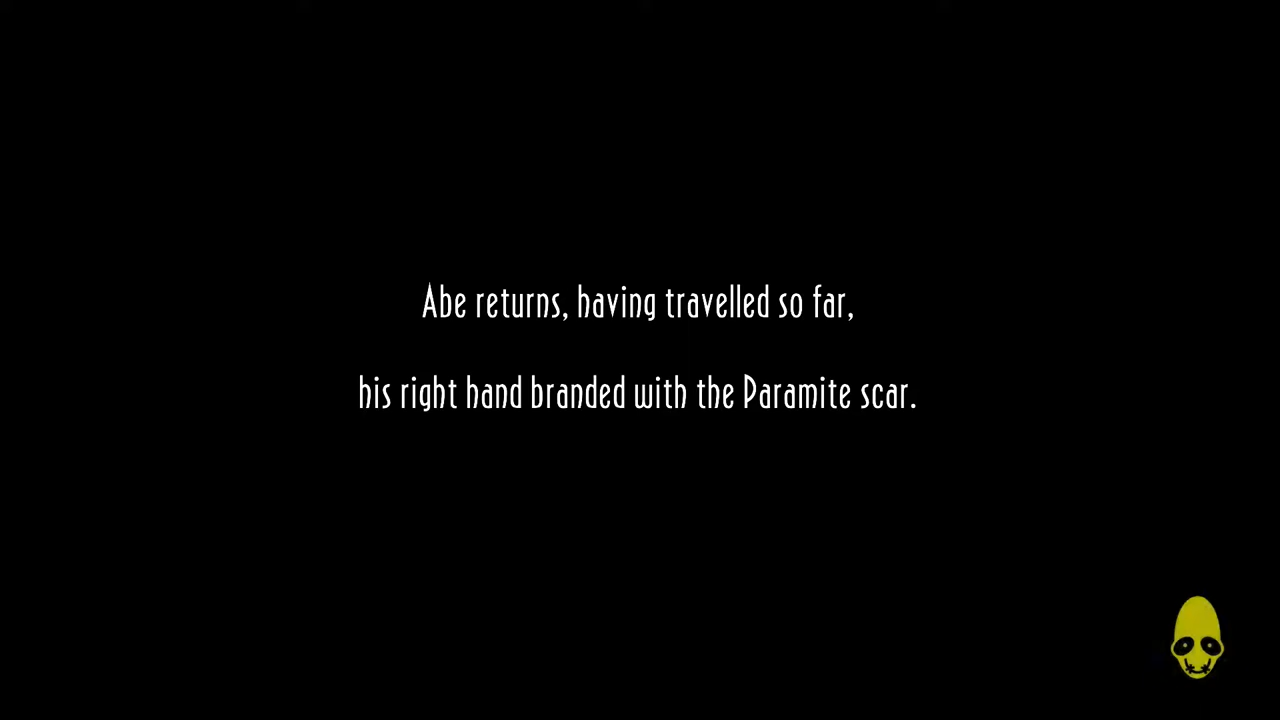 Abe returns, having travelled so far,
his right hand branded with the Paramite scar.